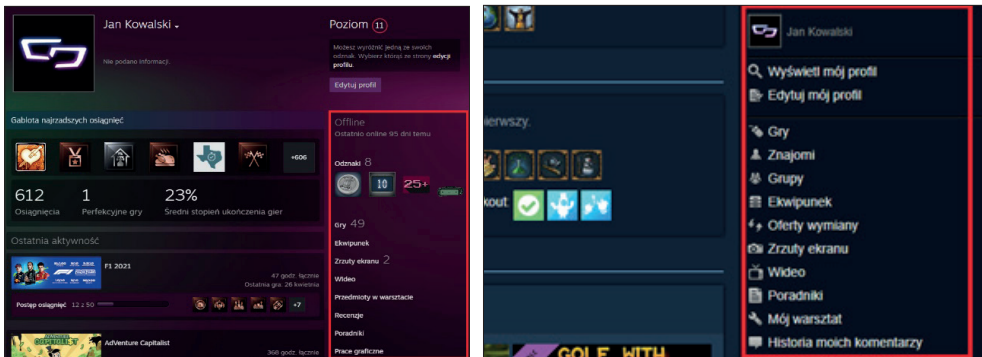 Jan Kowalski
Nie podano informacji.
Poziom 11
Możesz wyróżnić jedną ze swoich
odznak. Wybierz którąś ze strony edycji
profilu.
Edytuj profil
Gablota najrzadszych osiągnięć
+606
612
Osiągnięcia
1
Perfekcyjne gry
23%
Średni stopień ukończenia gier
Ostatnia aktywność
F1 2021
47 godz. łącznie
Ostatnia gra. 26 kwietnia
Postęp osiągnięć 12 z 50
+7
AdVenture Capitalist
368 godz. łącznie
Offline
Ostatnio online 95 dni temu
Odznaki 8
10
25+
Gry 49
Ekwipunek
Zrzuty ekranu 2
Wideo
Przedmioty w warsztacie
Recenzje
Poradniki
Prace graficzne
pierwszy.
kout
GOLF WITH
Jan Kowalski
Wyświetl mój profil
Edytuj mój profil
Gry
Znajomi
Grupy
Ekwipunek
Oferty wymiany
Zrzuty ekranu
Wideo
Poradniki
Mój warsztat
Historia moich komentarzy